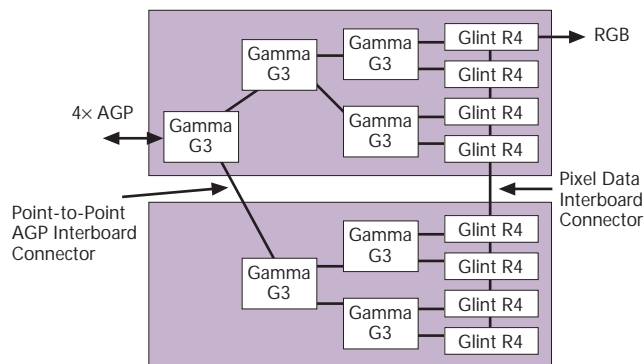 Gamma
G3
Gamma
G3
Glint R4
RGB
Glint R4
4× AGP
Gamma
G3
Gamma
G3
Glint R4
Glint R4
Point-to-Point
AGP Interboard
Connector
Pixel Data
Interboard
Connector
Gamma
G3
Gamma
G3
Glint R4
Glint R4
Gamma
G3
Glint R4
Glint R4